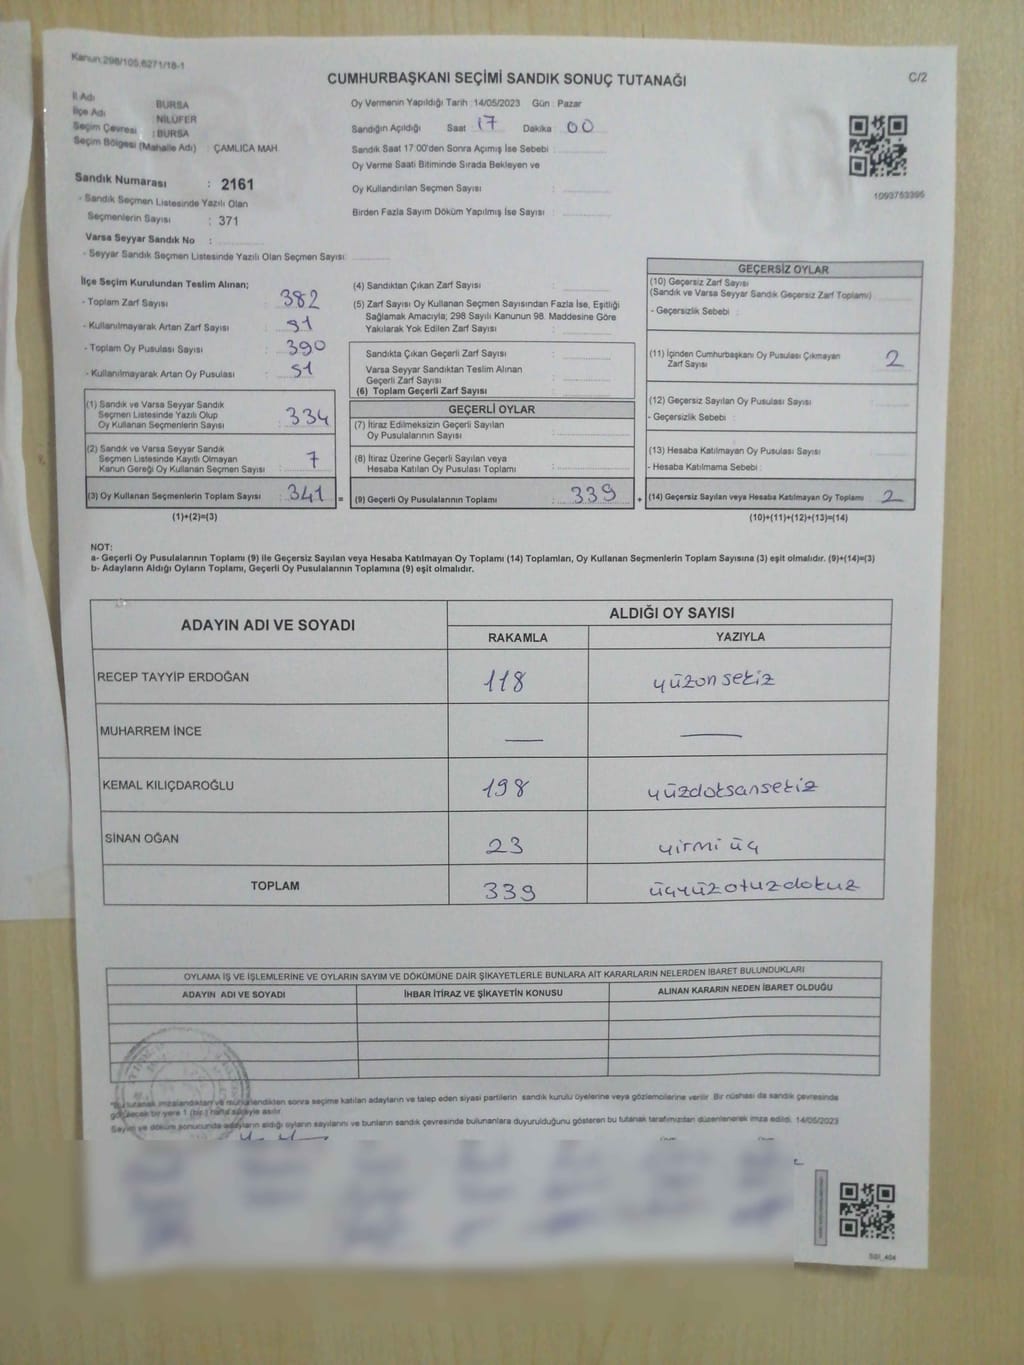 Kanun 298/105,6271/18-1
CUMHURBAŞKANI SEÇİMİ SANDIK SONUÇ TUTANAĞI
C/2
İl Adı BURSA
İlçe Adı NİLÜFER
Seçim Çevresi : BURSA
Seçim Bölgesi (Mahalle Adı) : ÇAMLICA MAH.
Sandık Numarası : 2161
- Sandık Seçmen Listesinde Yazılı Olan
Seçmenlerin Sayısı : 371
Varsa Seyyar Sandık No :
- Seyyar Sandık Seçmen Listesinde Yazılı Olan Seçmen Sayısı:
Oy Vermenin Yapıldığı Tarih : 14/05/2023 Gün : Pazar
Sandığın Açıldığı Saat 17 Dakika 00
Sandık Saat 17:00'den Sonra Açımış İse Sebebi
Oy Verme Saati Bitiminde Sırada Bekleyen ve
Oy Kullandırılan Seçmen Sayısı :
Birden Fazla Sayım Döküm Yapılmış İse Sayısı :
1093753395
İlçe Seçim Kurulundan Teslim Alınan;
- Toplam Zarf Sayısı : 382
- Kullanılmayarak Artan Zarf Sayısı : 91
- Toplam Oy Pusulası Sayısı : 390
- Kullanılmayarak Artan Oy Pusulası : 51
(1) Sandık ve Varsa Seyyar Sandık
Seçmen Listesinde Yazılı Olup
Oy Kullanan Seçmenlerin Sayısı : 334
(2) Sandık ve Varsa Seyyar Sandık
Seçmen Listesinde Kayıtlı Olmayan
Kanun Gereği Oy Kullanan Seçmen Sayısı : 7
(3) Oy Kullanan Seçmenlerin Toplam Sayısı : 341 =
(1)+(2)=(3)
(4) Sandıktan Çıkan Zarf Sayısı :
(5) Zarf Sayısı Oy Kullanan Seçmen Sayısından Fazla İse, Eşitliği
Sağlamak Amacıyla; 298 Sayılı Kanunun 98. Maddesine Göre
Yakılarak Yok Edilen Zarf Sayısı :
Sandıkta Çıkan Geçerli Zarf Sayısı :
Varsa Seyyar Sandıktan Teslim Alınan
Geçerli Zarf Sayısı :
(6) Toplam Geçerli Zarf Sayısı :
GEÇERLİ OYLAR
(7) İtiraz Edilmeksizin Geçerli Sayılan
Oy Pusulalarının Sayısı :
(8) İtiraz Üzerine Geçerli Sayılan veya
Hesaba Katılan Oy Pusulası Toplamı :
(9) Geçerli Oy Pusulalarının Toplamı : 339 +
GEÇERSİZ OYLAR
(10) Geçersiz Zarf Sayısı
(Sandık ve Varsa Seyyar Sandık Geçersiz Zarf Toplamı) :
- Geçersizlik Sebebi :
(11) İçinden Cumhurbaşkanı Oy Pusulası Çıkmayan
Zarf Sayısı : 2
(12) Geçersiz Sayılan Oy Pusulası Sayısı :
- Geçersizlik Sebebi :
(13) Hesaba Katılmayan Oy Pusulası Sayısı :
- Hesaba Katılmama Sebebi :
(14) Geçersiz Sayılan veya Hesaba Katılmayan Oy Toplamı : 2
(10)+(11)+(12)+(13)=(14)
NOT:
a- Geçerli Oy Pusulalarının Toplamı (9) ile Geçersiz Sayılan veya Hesaba Katılmayan Oy Toplamı (14) Toplamları, Oy Kullanan Seçmenlerin Toplam Sayısına (3) eşit olmalıdır. (9)+(14)=(3)
b- Adayların Aldığı Oyların Toplamı, Geçerli Oy Pusulalarının Toplamına (9) eşit olmalıdır.
ADAYIN ADI VE SOYADI
ALDIĞI OY SAYISI
RAKAMLA YAZIYLA
RECEP TAYYİP ERDOĞAN 118 yüzonsekiz
MUHARREM İNCE — —
KEMAL KILIÇDAROĞLU 198 yüzdoksansekiz
SİNAN OĞAN 23 yirmi üç
TOPLAM 339 üçyüzotuzdokuz
OYLAMA İŞ VE İŞLEMLERİNE VE OYLARIN SAYIM VE DÖKÜMÜNE DAİR ŞİKAYETLERLE BUNLARA AİT KARARLARIN NELERDEN İBARET BULUNDUKLARI
ADAYIN ADI VE SOYADI İHBAR İTİRAZ VE ŞİKAYETİN KONUSU ALINAN KARARIN NEDEN İBARET OLDUĞU
*Bu tutanak imzalandıktan ve mühürlendikten sonra seçime katılan adayların ve talep eden siyasi partilerin sandık kurulu üyelerine veya gözlemcilerine verilir. Bir nüshası da sandık çevresinde
görülecek bir yere 1 (bir) hafta süreyle asılır.
Sayım ve döküm sonucunda adayların aldığı oyların sayılarını ve bunların sandık çevresinde bulunanlara duyurulduğunu gösteren bu tutanak tarafımızdan düzenlenerek imza edildi. 14/05/2023